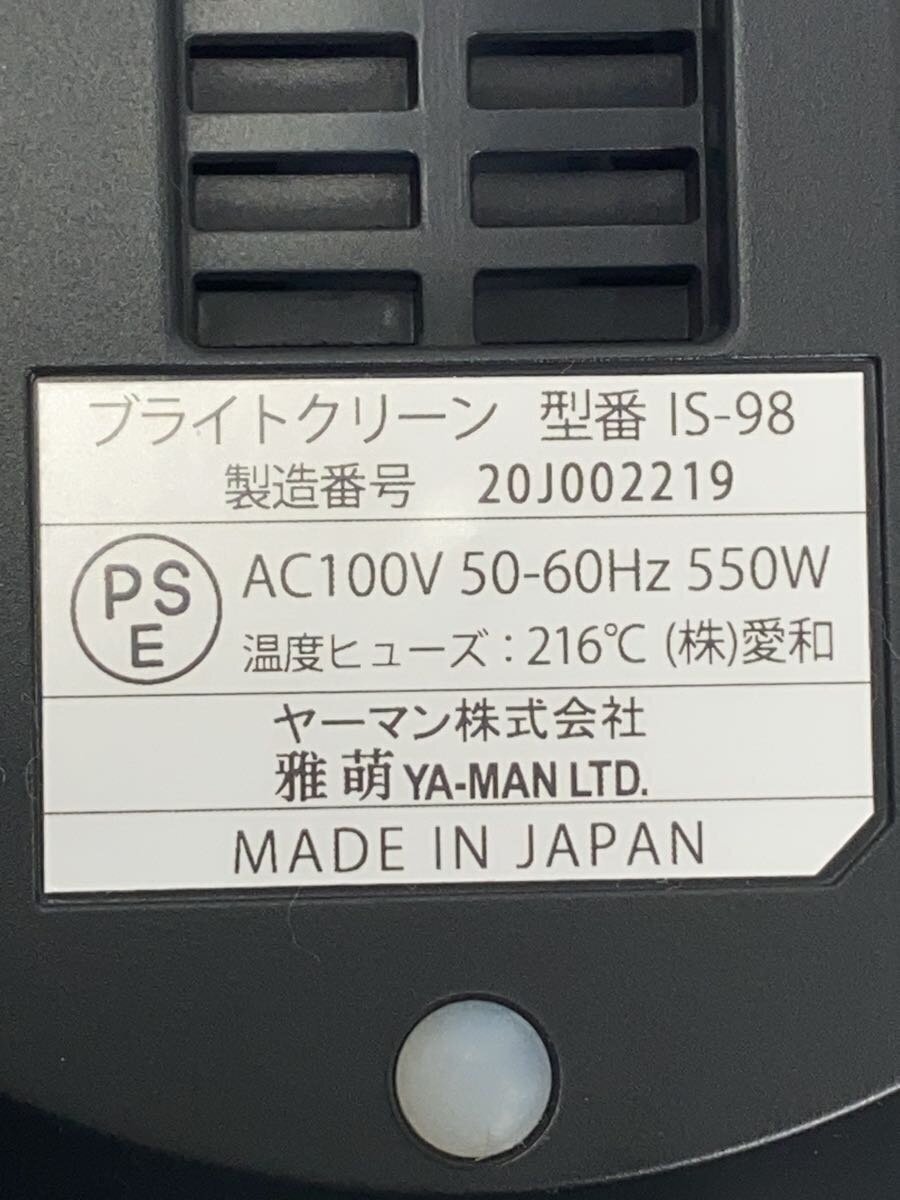 ブライトクリーン 型番 IS-98
製造番号 20J002219
PSE
AC100V 50-60Hz 550W
温度ヒューズ:216℃ (株)愛和
ヤーマン株式会社
雅萌 YA-MAN LTD.
MADE IN JAPAN